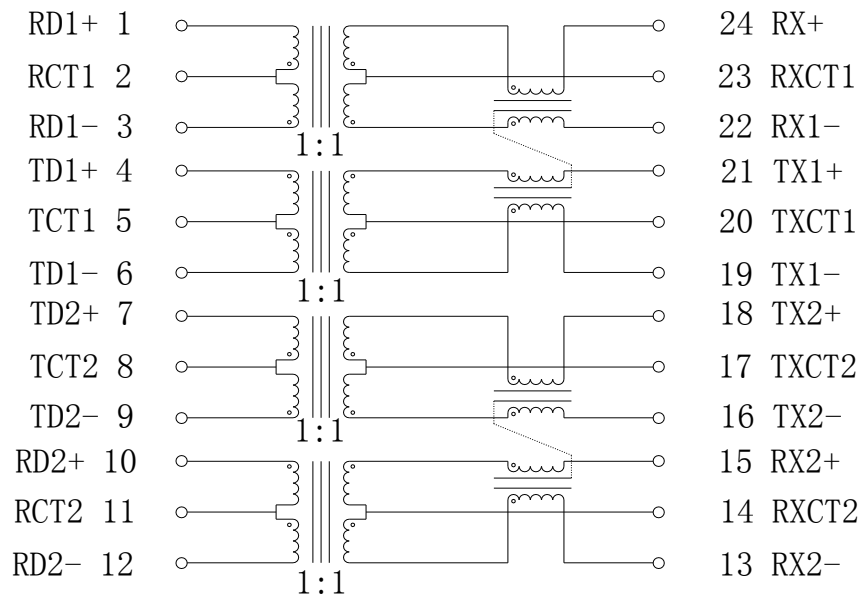 RD1+ 1
24 RX+
RCT1 2
23 RXCT1
RD1- 3
22 RX1-
1:1
TD1+ 4
21 TX1+
TCT1 5
20 TXCT1
TD1- 6
19 TX1-
1:1
TD2+ 7
18 TX2+
TCT2 8
17 TXCT2
TD2- 9
16 TX2-
1:1
RD2+ 10
15 RX2+
RCT2 11
14 RXCT2
RD2- 12
13 RX2-
1:1